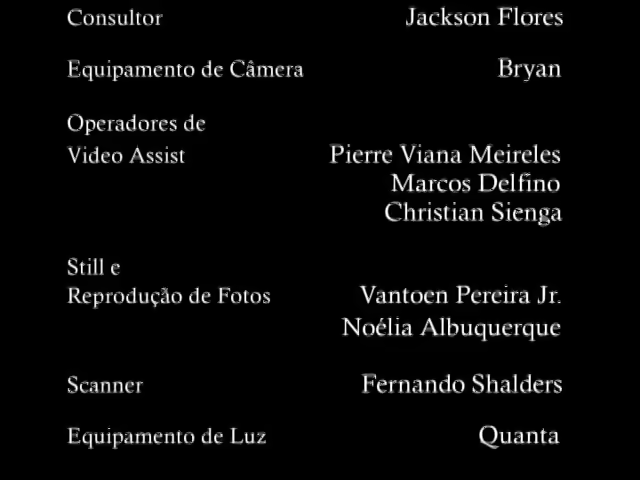 Consultor Jackson Flores
Equipamento de Câmera Bryan
Operadores de
Video Assist Pierre Viana Meireles
Marcos Delfino
Christian Sienga
Still e
Reprodução de Fotos Vantoen Pereira Jr.
Noélia Albuquerque
Scanner Fernando Shalders
Equipamento de Luz Quanta